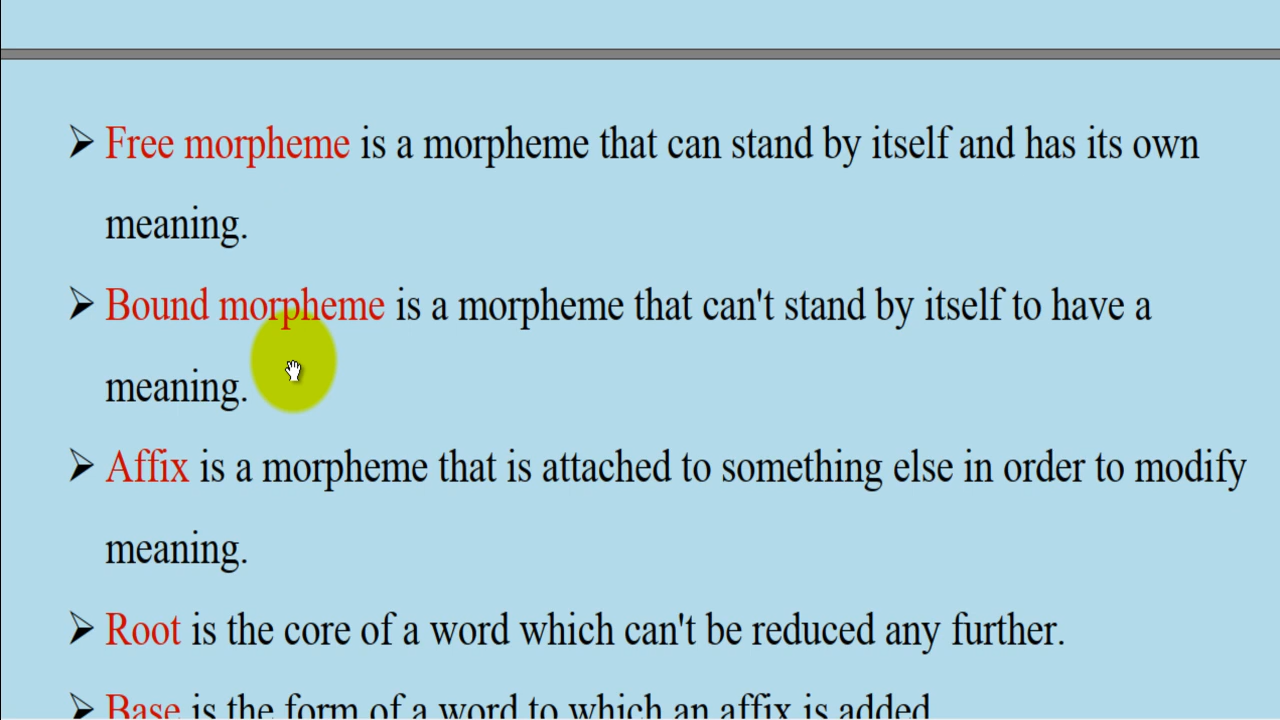 ➢ Free morpheme is a morpheme that can stand by itself and has its own
meaning.
➢ Bound morpheme is a morpheme that can't stand by itself to have a
meaning.
➢ Affix is a morpheme that is attached to something else in order to modify
meaning.
➢ Root is the core of a word which can't be reduced any further.
➢ Base is the form of a word to which an affix is added